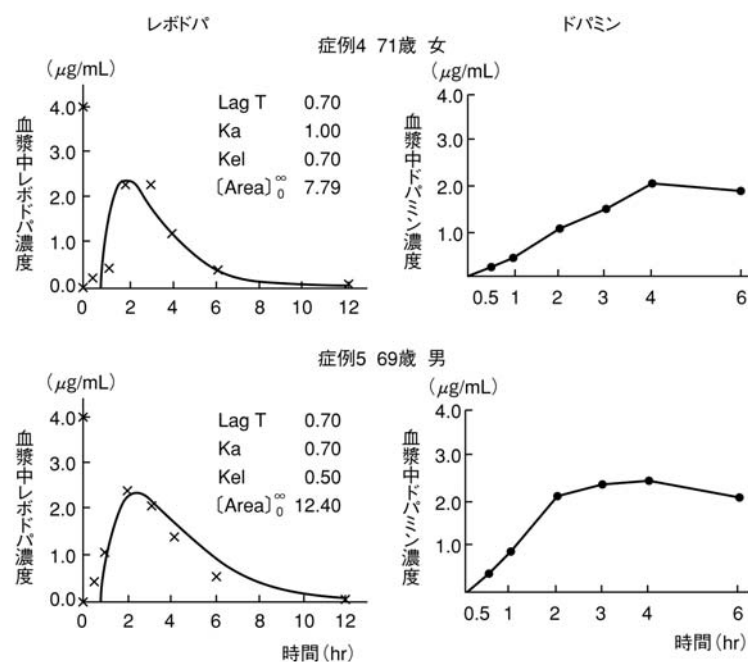 レボドパ
ドパミン
症例4 71歳 女
(μg/mL)
血漿中レボドパ濃度
4.0
3.0
2.0
1.0
0.0
0 2 4 6 8 10 12
Lag T 0.70
Ka 1.00
Kel 0.70
〔Area〕∞0 7.79
(μg/mL)
血漿中ドパミン濃度
4.0
3.0
2.0
1.0
0.5 1 2 3 4 6
症例5 69歳 男
(μg/mL)
血漿中レボドパ濃度
4.0
3.0
2.0
1.0
0.0
0 2 4 6 8 10 12
時間(hr)
Lag T 0.70
Ka 0.70
Kel 0.50
〔Area〕∞0 12.40
(μg/mL)
血漿中ドパミン濃度
4.0
3.0
2.0
1.0
0.5 1 2 3 4 6
時間(hr)